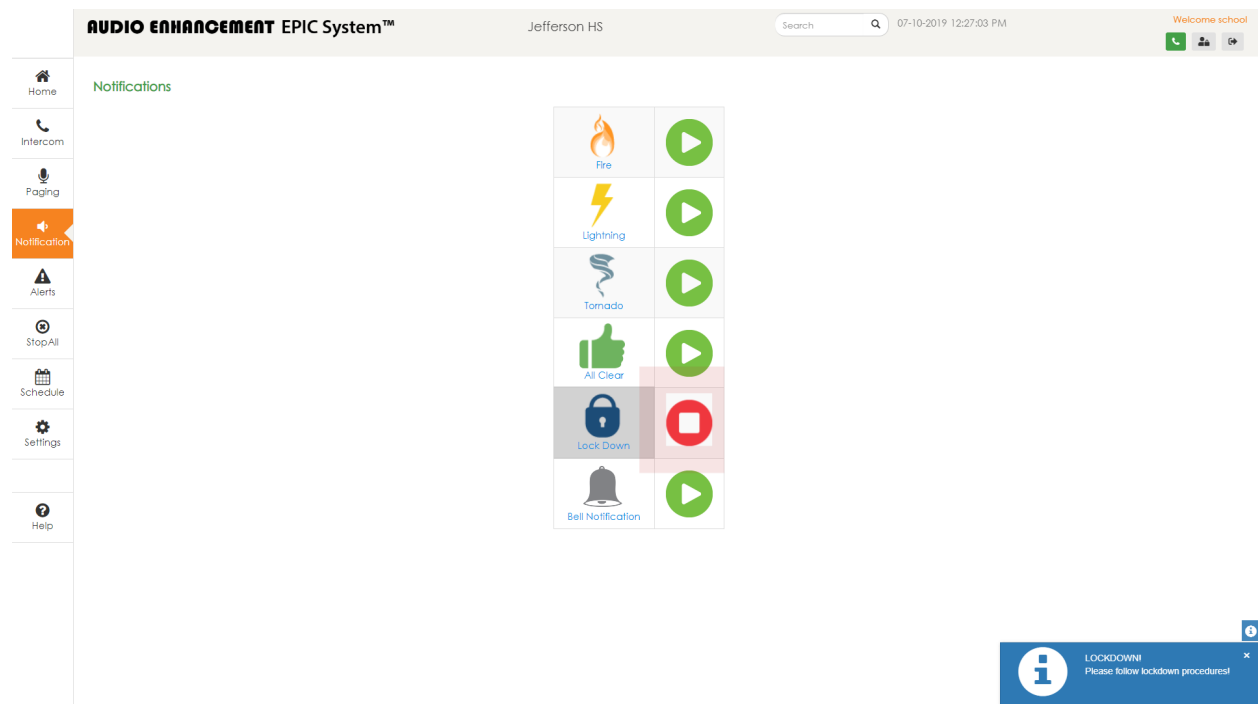 AUDIO ENHANCEMENT EPIC System™
Jefferson HS
Search
07-10-2019 12:27:03 PM
Welcome school
Home
Intercom
Paging
Notification
Alerts
StopAll
Schedule
Settings
Help
Notifications
Fire
Lightning
Tornado
All Clear
Lock Down
Bell Notification
LOCKDOWN!
Please follow lockdown procedures!